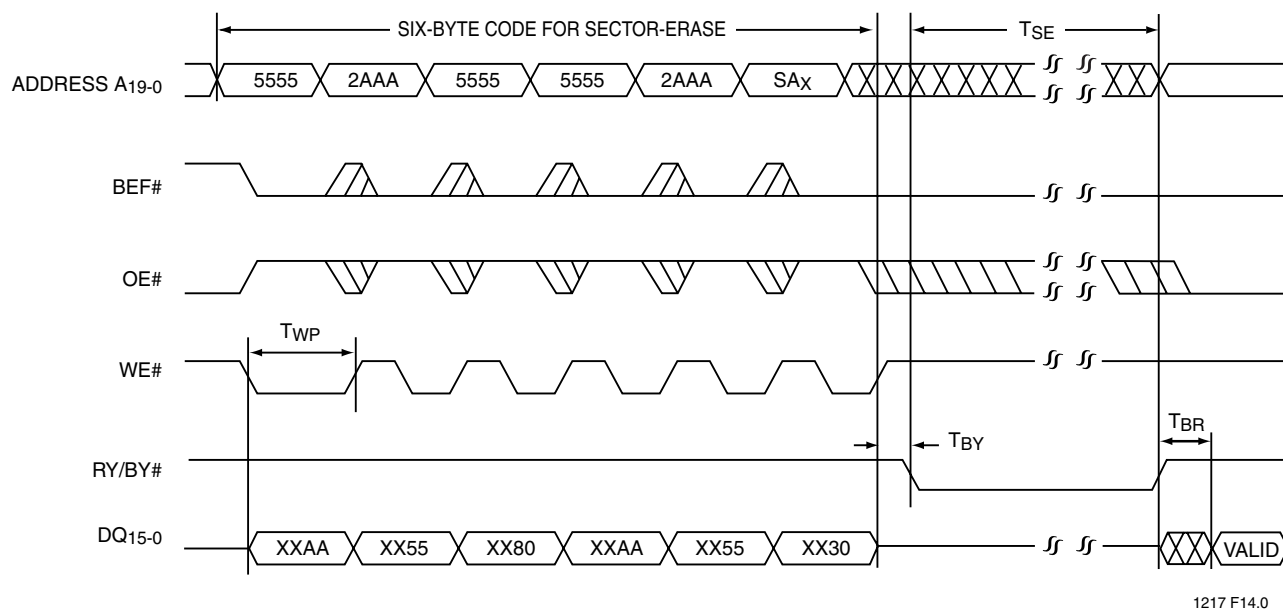 SIX-BYTE CODE FOR SECTOR-ERASE TSE
ADDRESS A19-0 5555 2AAA 5555 5555 2AAA SAX
BEF#
OE#
TWP
WE#
TBY TBR
RY/BY#
DQ15-0 XXAA XX55 XX80 XXAA XX55 XX30 VALID
1217 F14.0